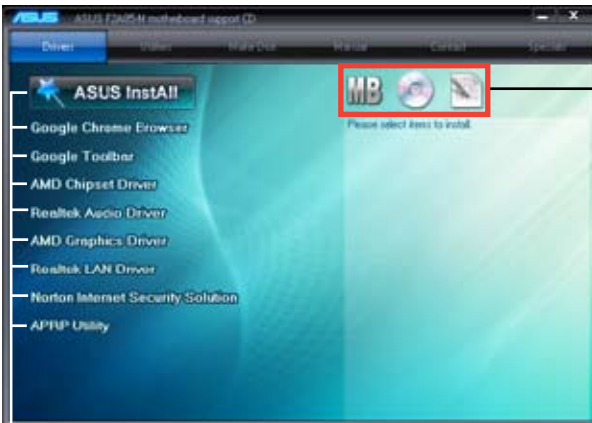 ASUS ASUS F2A85-M motherboard support CD
Drivers Utilities Make Disk Manual Contact Specials
ASUS InstAll
MB
Please select items to install.
Google Chrome Browser
Google Toolbar
AMD Chipset Driver
Realtek Audio Driver
AMD Graphics Driver
Realtek LAN Driver
Norton Internet Security Solution
APRP Utility